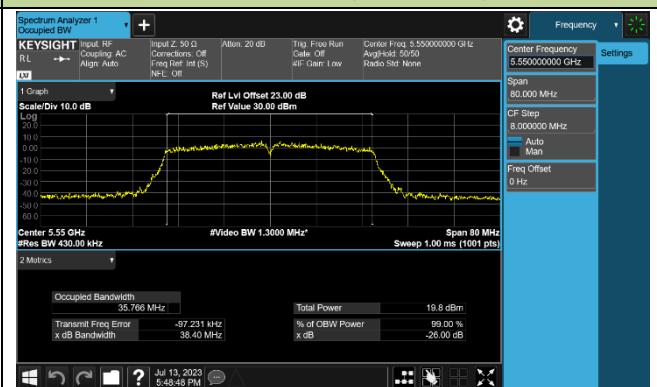 Spectrum Analyzer 1
Occupied BW
+
Frequency
KEYSIGHT
RL
LXI
Input: RF
Coupling: AC
Align: Auto
Input Z: 50 Ω
Corrections: Off
Freq Ref: Int (S)
NFE: Off
Atten: 20 dB
Trig: Free Run
Gate: Off
#IF Gain: Low
Center Freq: 5.550000000 GHz
Avg|Hold: 50/50
Radio Std: None
Center Frequency
5.550000000 GHz
Settings
Span
80.000 MHz
CF Step
8.000000 MHz
Auto
Man
Freq Offset
0 Hz
1 Graph
Scale/Div 10.0 dB
Ref Lvl Offset 23.00 dB
Ref Value 30.00 dBm
Log
20.0
10.0
0.00
-10.0
-20.0
-30.0
-40.0
-50.0
-60.0
Center 5.55 GHz
#Res BW 430.00 kHz
#Video BW 1.3000 MHz*
Span 80 MHz
Sweep 1.00 ms (1001 pts)
2 Metrics
Occupied Bandwidth
35.766 MHz
Total Power 19.8 dBm
Transmit Freq Error -97.231 kHz
% of OBW Power 99.00 %
x dB Bandwidth 38.40 MHz
x dB -26.00 dB
?
Jul 13, 2023
5:48:48 PM